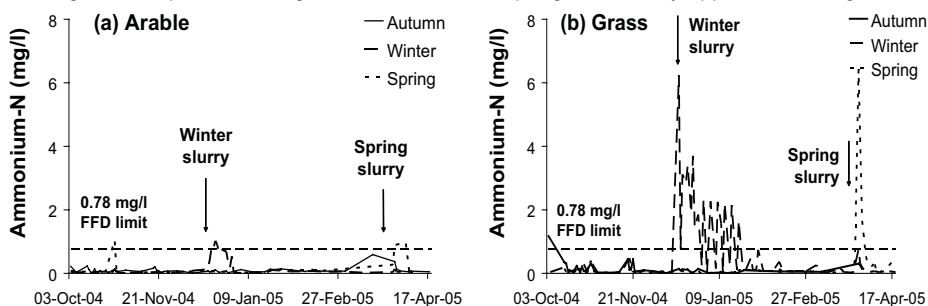 (a) Arable
Ammonium-N (mg/l)
8
6
4
2
0
Autumn
Winter
Spring
Winter
slurry
Spring
slurry
0.78 mg/l
FFD limit
03-Oct-04 21-Nov-04 09-Jan-05 27-Feb-05 17-Apr-05
(b) Grass
Ammonium-N (mg/l)
8
6
4
2
0
Winter
slurry
Autumn
Winter
Spring
Spring
slurry
0.78 mg/l
FFD limit
03-Oct-04 21-Nov-04 09-Jan-05 27-Feb-05 17-Apr-05